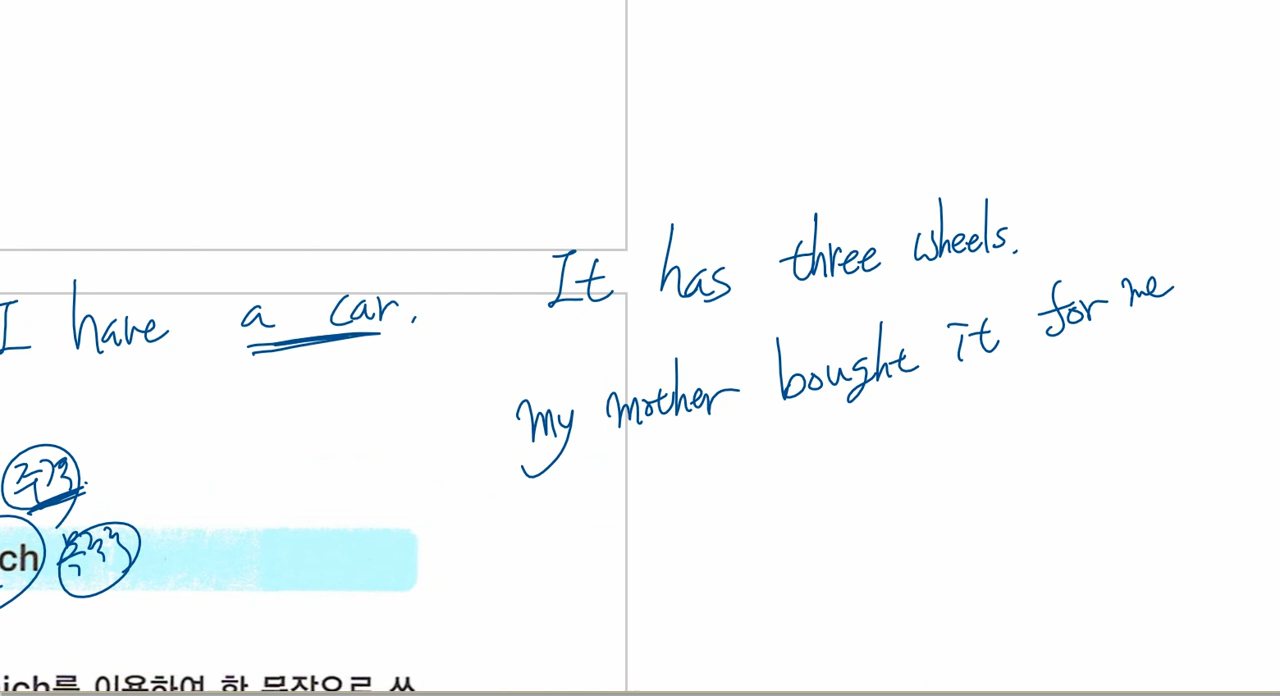 It has three wheels.
I have a car.
My mother bought it for me
주격
ch 목적격
ich를 이용하여 한 문장으로 쓰